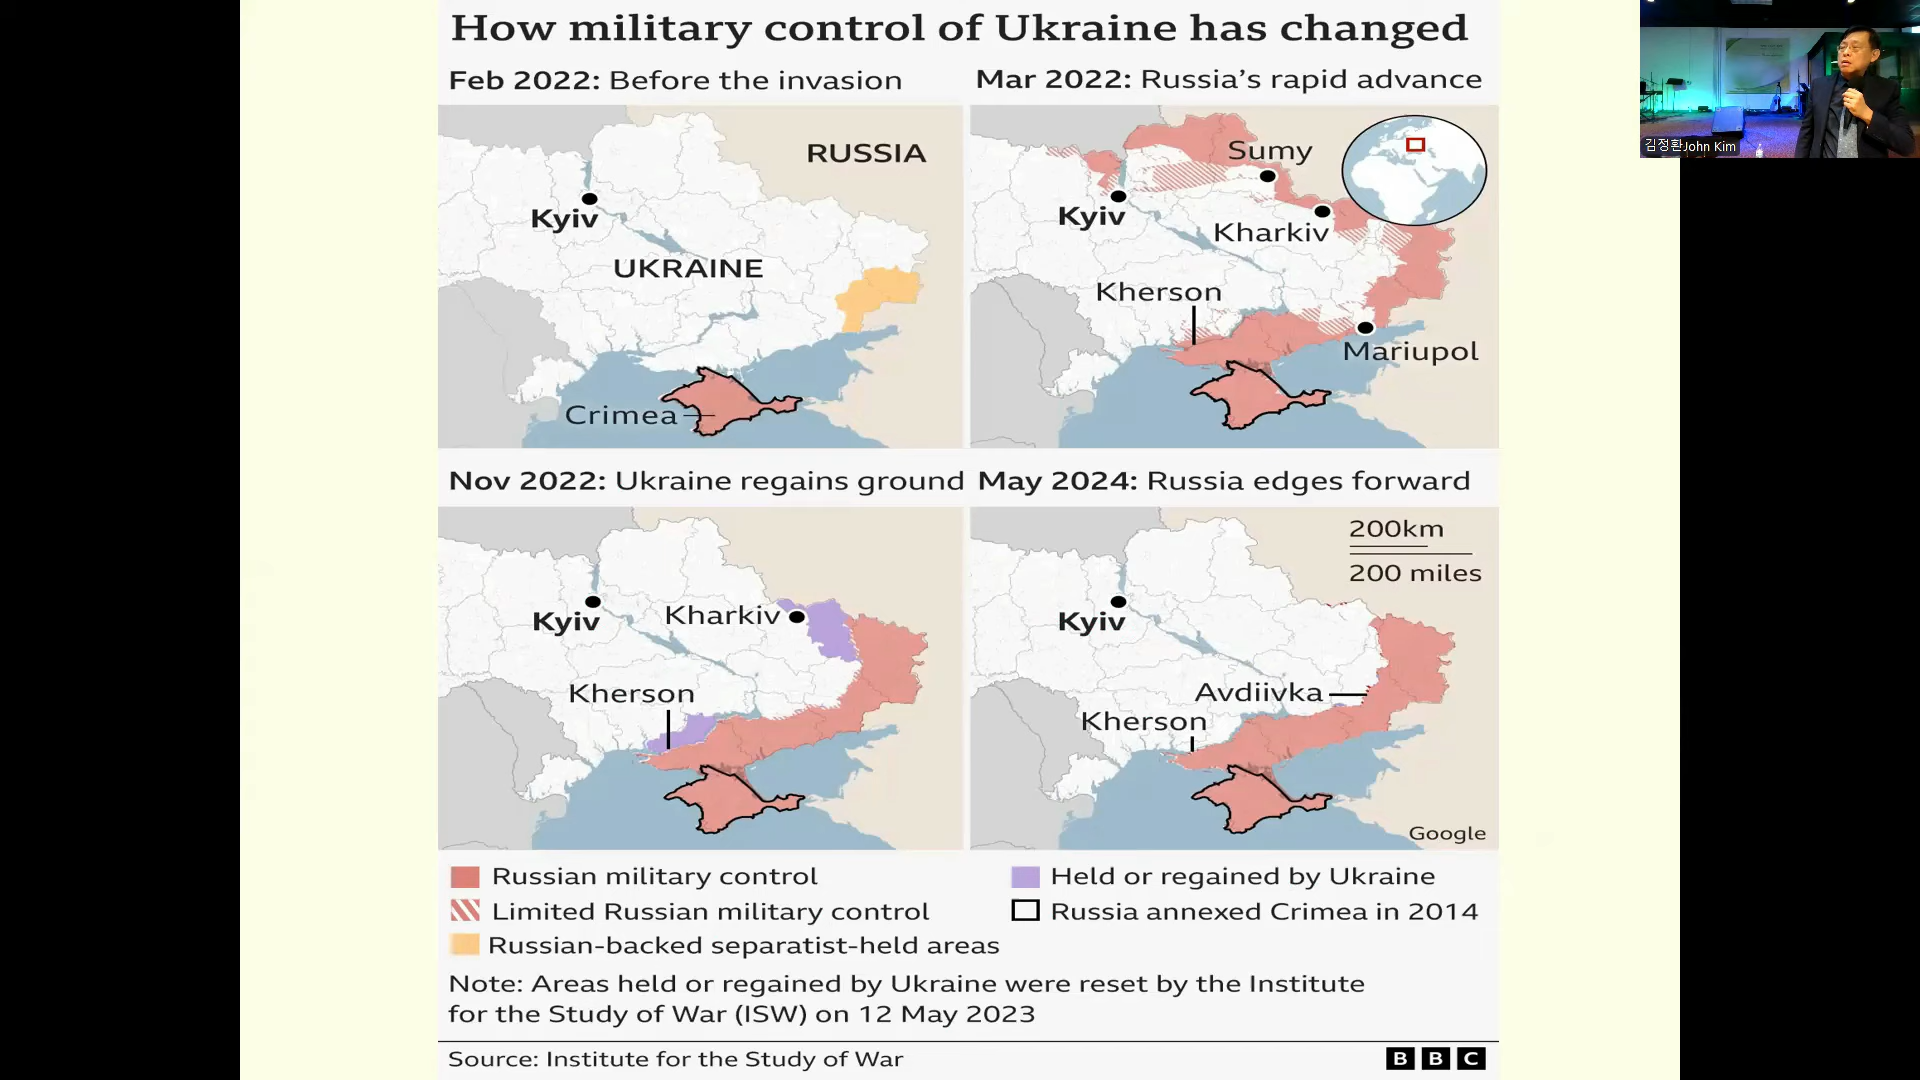 How military control of Ukraine has changed
Feb 2022: Before the invasion
RUSSIA
Kyiv
UKRAINE
Crimea
Mar 2022: Russia's rapid advance
Sumy
Kyiv
Kharkiv
Kherson
Mariupol
Nov 2022: Ukraine regains ground
Kharkiv
Kyiv
Kherson
May 2024: Russia edges forward
200km
200 miles
Kyiv
Avdiivka
Kherson
Google
Russian military control
Limited Russian military control
Russian-backed separatist-held areas
Held or regained by Ukraine
Russia annexed Crimea in 2014
Note: Areas held or regained by Ukraine were reset by the Institute
for the Study of War (ISW) on 12 May 2023
Source: Institute for the Study of War
BBC
김정환John Kim